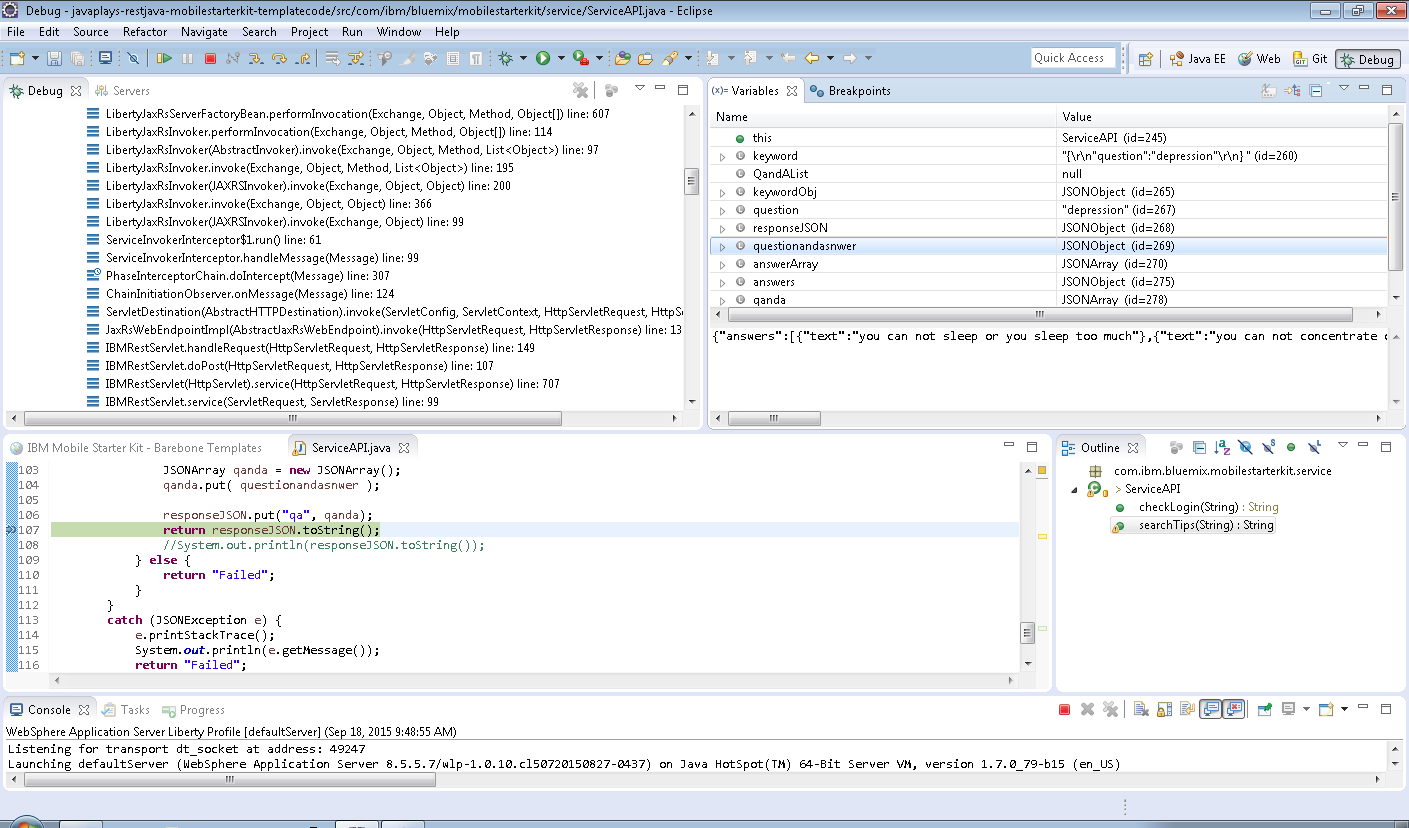 Debug - javaplays-restjava-mobilestarterkit-templatecode/src/com/ibm/bluemix/mobilestarterkit/service/ServiceAPI.java - Eclipse
File Edit Source Refactor Navigate Search Project Run Window Help
Quick Access Java EE Web Git Debug
Debug Servers
LibertyJaxRsServerFactoryBean.performInvocation(Exchange, Object, Method, Object[]) line: 607
LibertyJaxRsInvoker.performInvocation(Exchange, Object, Method, Object[]) line: 114
LibertyJaxRsInvoker(AbstractInvoker).invoke(Exchange, Object, Method, List<Object>) line: 97
LibertyJaxRsInvoker.invoke(Exchange, Object, Method, List<Object>) line: 195
LibertyJaxRsInvoker(JAXRSInvoker).invoke(Exchange, Object, Object) line: 200
LibertyJaxRsInvoker.invoke(Exchange, Object, Object) line: 366
LibertyJaxRsInvoker(JAXRSInvoker).invoke(Exchange, Object) line: 99
ServiceInvokerInterceptor$1.run() line: 61
ServiceInvokerInterceptor.handleMessage(Message) line: 99
PhaseInterceptorChain.doIntercept(Message) line: 307
ChainInitiationObserver.onMessage(Message) line: 124
ServletDestination(AbstractHTTPDestination).invoke(ServletConfig, ServletContext, HttpServletRequest, HttpS
JaxRsWebEndpointImpl(AbstractJaxRsWebEndpoint).invoke(HttpServletRequest, HttpServletResponse) line: 13
IBMRestServlet.handleRequest(HttpServletRequest, HttpServletResponse) line: 149
IBMRestServlet.doPost(HttpServletRequest, HttpServletResponse) line: 107
IBMRestServlet(HttpServlet).service(HttpServletRequest, HttpServletResponse) line: 707
IBMRestServlet.service(ServletRequest, ServletResponse) line: 99
(x)= Variables Breakpoints
Name Value
this ServiceAPI (id=245)
keyword "{\r\n"question":"depression"\r\n} " (id=260)
QandAList null
keywordObj JSONObject (id=265)
question "depression" (id=267)
responseJSON JSONObject (id=268)
questionandasnwer JSONObject (id=269)
answerArray JSONArray (id=270)
answers JSONObject (id=275)
qanda JSONArray (id=278)
{"answers":[{"text":"you can not sleep or you sleep too much"},{"text":"you can not concentrate
IBM Mobile Starter Kit - Barebone Templates ServiceAPI.java
103 JSONArray qanda = new JSONArray();
104 qanda.put( questionandasnwer );
105
106 responseJSON.put("qa", qanda);
107 return responseJSON.toString();
108 //System.out.println(responseJSON.toString());
109 } else {
110 return "Failed";
111 }
112 }
113 catch (JSONException e) {
114 e.printStackTrace();
115 System.out.println(e.getMessage());
116 return "Failed";
Outline
com.ibm.bluemix.mobilestarterkit.service
> ServiceAPI
checkLogin(String) : String
searchTips(String) : String
Console Tasks Progress
WebSphere Application Server Liberty Profile [defaultServer] (Sep 18, 2015 9:48:55 AM)
Listening for transport dt_socket at address: 49247
Launching defaultServer (WebSphere Application Server 8.5.5.7/wlp-1.0.10.cl50720150827-0437) on Java HotSpot(TM) 64-Bit Server VM, version 1.7.0_79-b15 (en_US)